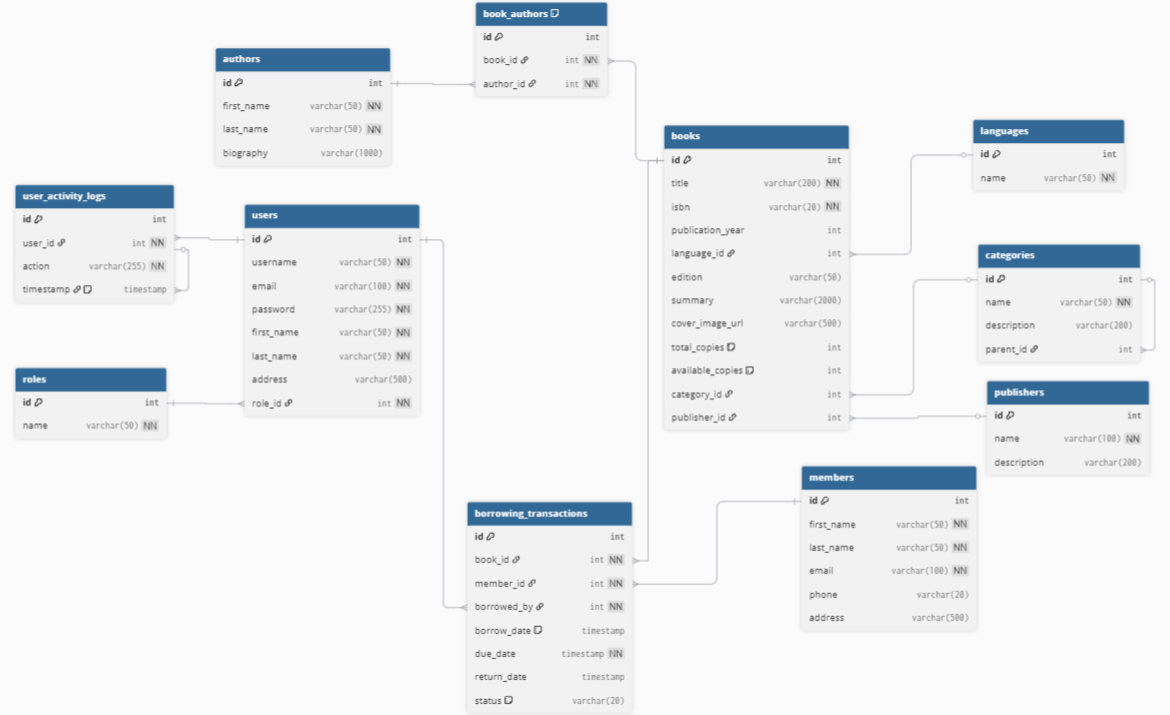 book_authors
id int
book_id int NN
author_id int NN
authors
id int
first_name varchar(50) NN
last_name varchar(50) NN
biography varchar(1000)
books
id int
title varchar(200) NN
isbn varchar(20) NN
publication_year int
language_id int
edition varchar(50)
summary varchar(2000)
cover_image_url varchar(500)
total_copies int
available_copies int
category_id int
publisher_id int
languages
id int
name varchar(50) NN
user_activity_logs
id int
user_id int NN
action varchar(255) NN
timestamp timestamp
users
id int
username varchar(50) NN
email varchar(100) NN
password varchar(255) NN
first_name varchar(50) NN
last_name varchar(50) NN
address varchar(500)
role_id int NN
categories
id int
name varchar(50) NN
description varchar(200)
parent_id int
roles
id int
name varchar(50) NN
publishers
id int
name varchar(100) NN
description varchar(200)
members
id int
first_name varchar(50) NN
last_name varchar(50) NN
email varchar(100) NN
phone varchar(20)
address varchar(500)
borrowing_transactions
id int
book_id int NN
member_id int NN
borrowed_by int NN
borrow_date timestamp
due_date timestamp NN
return_date timestamp
status varchar(20)